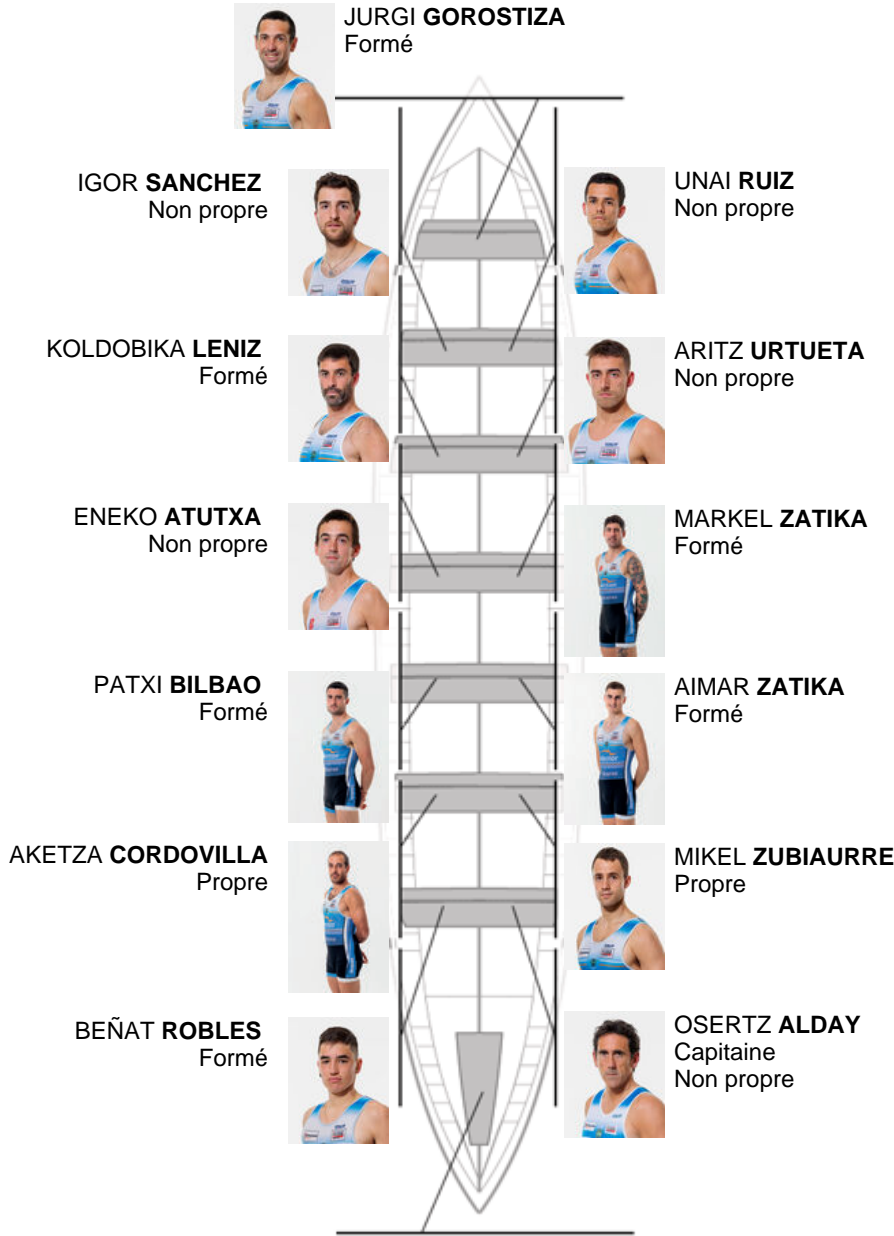 JURGI GOROSTIZA
Formé
IGOR SANCHEZ
Non propre
UNAI RUIZ
Non propre
KOLDOBIKA LENIZ
Formé
ARITZ URTUETA
Non propre
ENEKO ATUTXA
Non propre
MARKEL ZATIKA
Formé
PATXI BILBAO
Formé
AIMAR ZATIKA
Formé
AKETZA CORDOVILLA
Propre
MIKEL ZUBIAURRE
Propre
BEÑAT ROBLES
Formé
OSERTZ ALDAY
Capitaine
Non propre